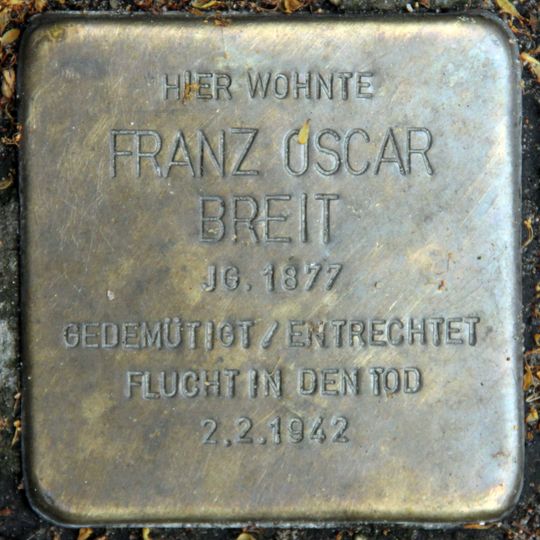 HIER WOHNTE
FRANZ OSCAR
BREIT
JG. 1877
GEDEMÜTIGT / ENTRECHTET
FLUCHT IN DEN TOD
2.2.1942